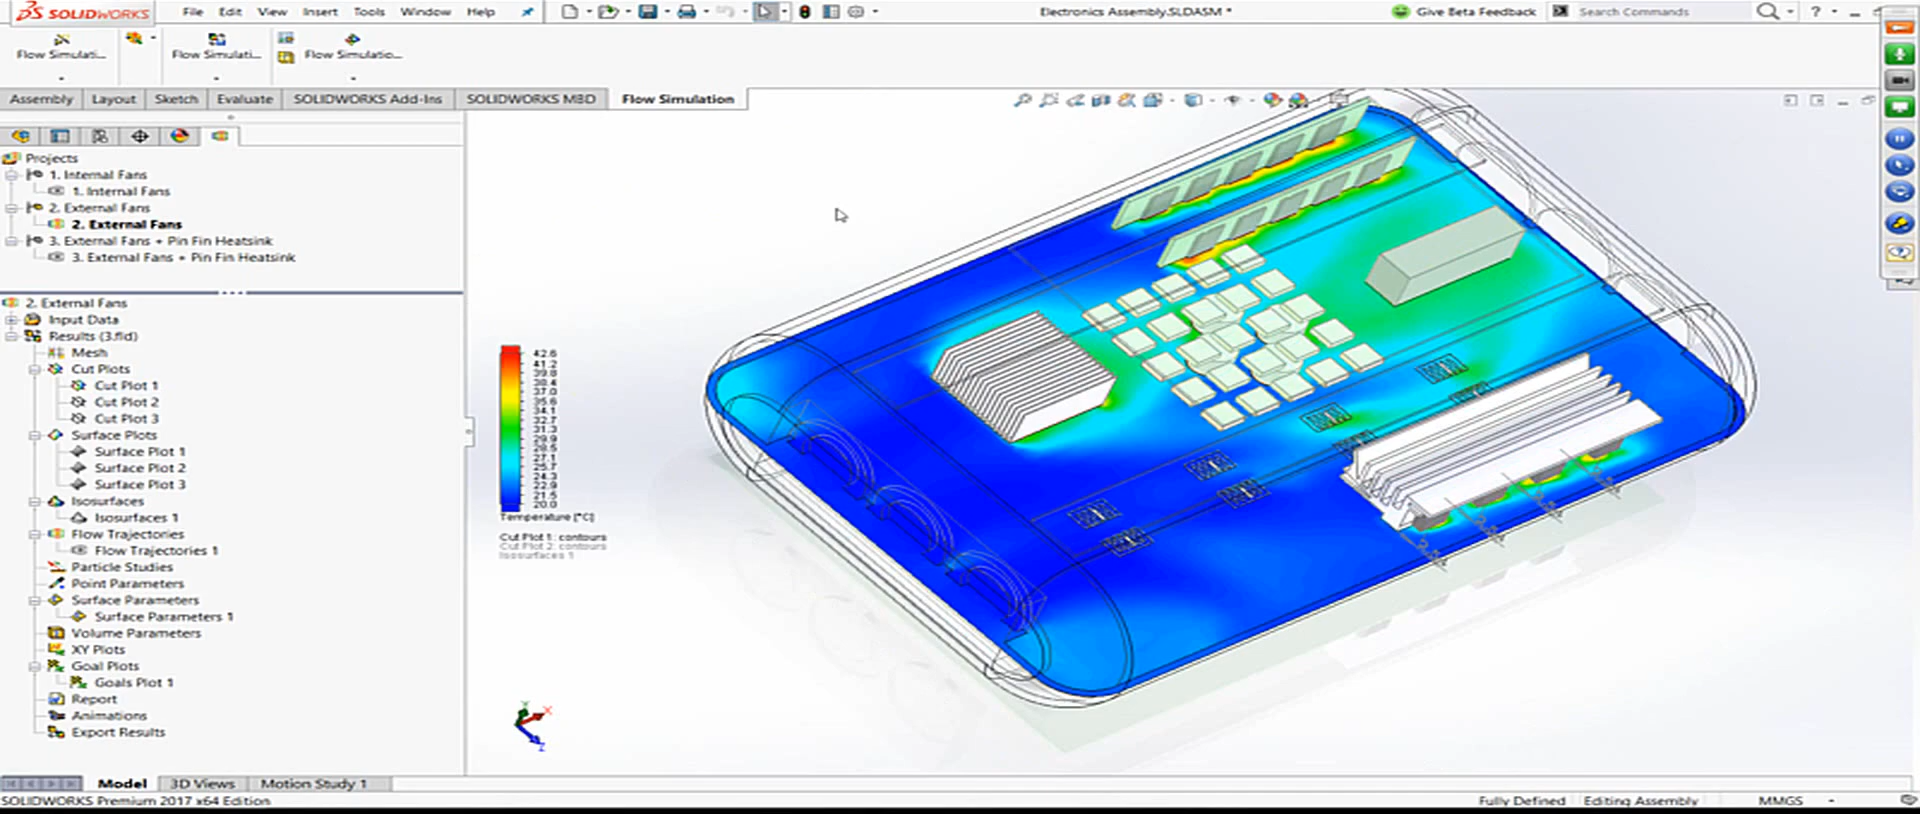 SOLIDWORKS File Edit View Insert Tools Window Help Electronics Assembly.SLDASM * Give Beta Feedback Search Commands ?
Flow Simulati... Flow Simulati... Flow Simulatio...
Assembly Layout Sketch Evaluate SOLIDWORKS Add-Ins SOLIDWORKS MBD Flow Simulation
Projects
1. Internal Fans
1. Internal Fans
2. External Fans
2. External Fans
3. External Fans + Pin Fin Heatsink
3. External Fans + Pin Fin Heatsink
2. External Fans
Input Data
Results (3.fld)
Mesh
Cut Plots
Cut Plot 1
Cut Plot 2
Cut Plot 3
Surface Plots
Surface Plot 1
Surface Plot 2
Surface Plot 3
Isosurfaces
Isosurfaces 1
Flow Trajectories
Flow Trajectories 1
Particle Studies
Point Parameters
Surface Parameters
Surface Parameters 1
Volume Parameters
XY Plots
Goal Plots
Goals Plot 1
Report
Animations
Export Results
42.6
41.2
39.8
38.4
37.0
35.6
34.1
32.7
31.3
29.9
28.5
27.1
25.7
24.3
22.9
21.5
20.0
Temperature [°C]
Cut Plot 1: contours
Cut Plot 2: contours
Isosurfaces 1
Y
X
Z
Model 3D Views Motion Study 1
SOLIDWORKS Premium 2017 x64 Edition Fully Defined Editing Assembly MMGS